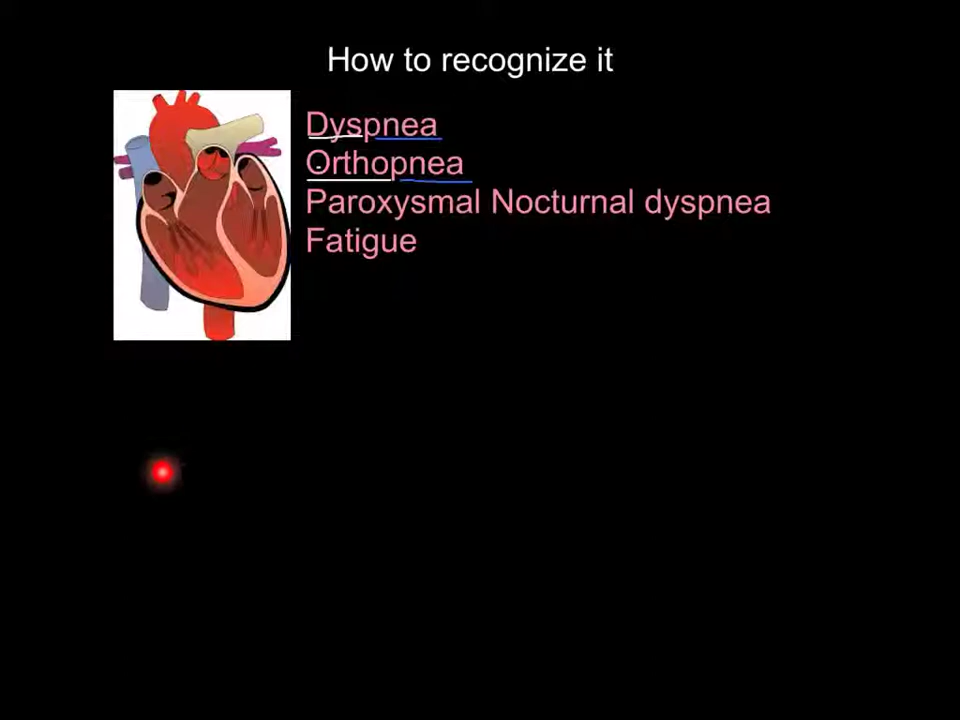 How to recognize it
Dyspnea
Orthopnea
Paroxysmal Nocturnal dyspnea
Fatigue